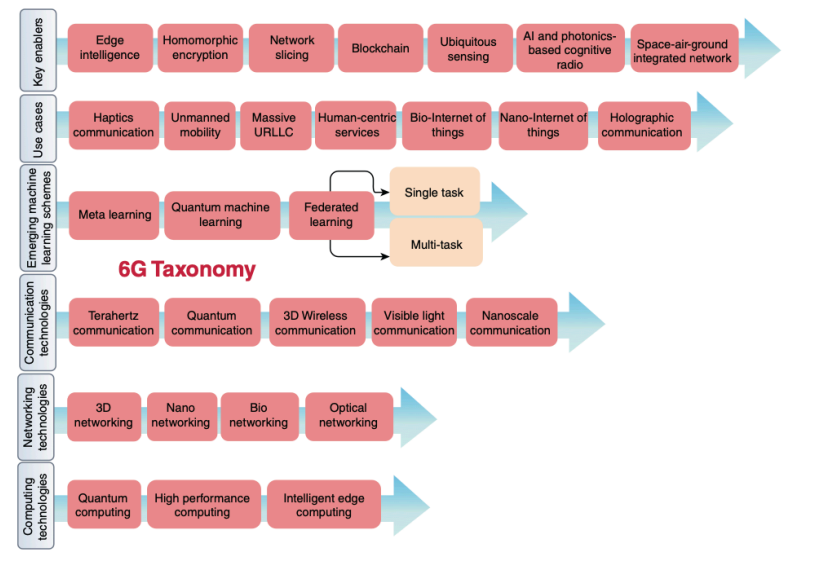 Key enablers
Edge
intelligence
Homomorphic
encryption
Network
slicing
Blockchain
Ubiquitous
sensing
AI and photonics-
based cognitive
radio
Space-air-ground
integrated network
Use cases
Haptics
communication
Unmanned
mobility
Massive
URLLC
Human-centric
services
Bio-Internet of
things
Nano-Internet of
things
Holographic
communication
Emerging machine
learning schemes
Meta learning
Quantum machine
learning
Federated
learning
Single task
Multi-task
6G Taxonomy
Communication
technologies
Terahertz
communication
Quantum
communication
3D Wireless
communication
Visible light
communication
Nanoscale
communication
Networking
technologies
3D
networking
Nano
networking
Bio
networking
Optical
networking
Computing
technologies
Quantum
computing
High performance
computing
Intelligent edge
computing